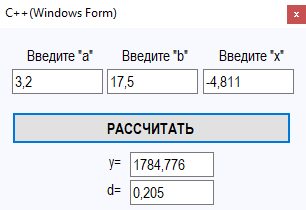 C++(Windows Form)
x
Введите "a" Введите "b" Введите "x"
3,2 17,5 -4,811
РАССЧИТАТЬ
y= 1784,776
d= 0,205